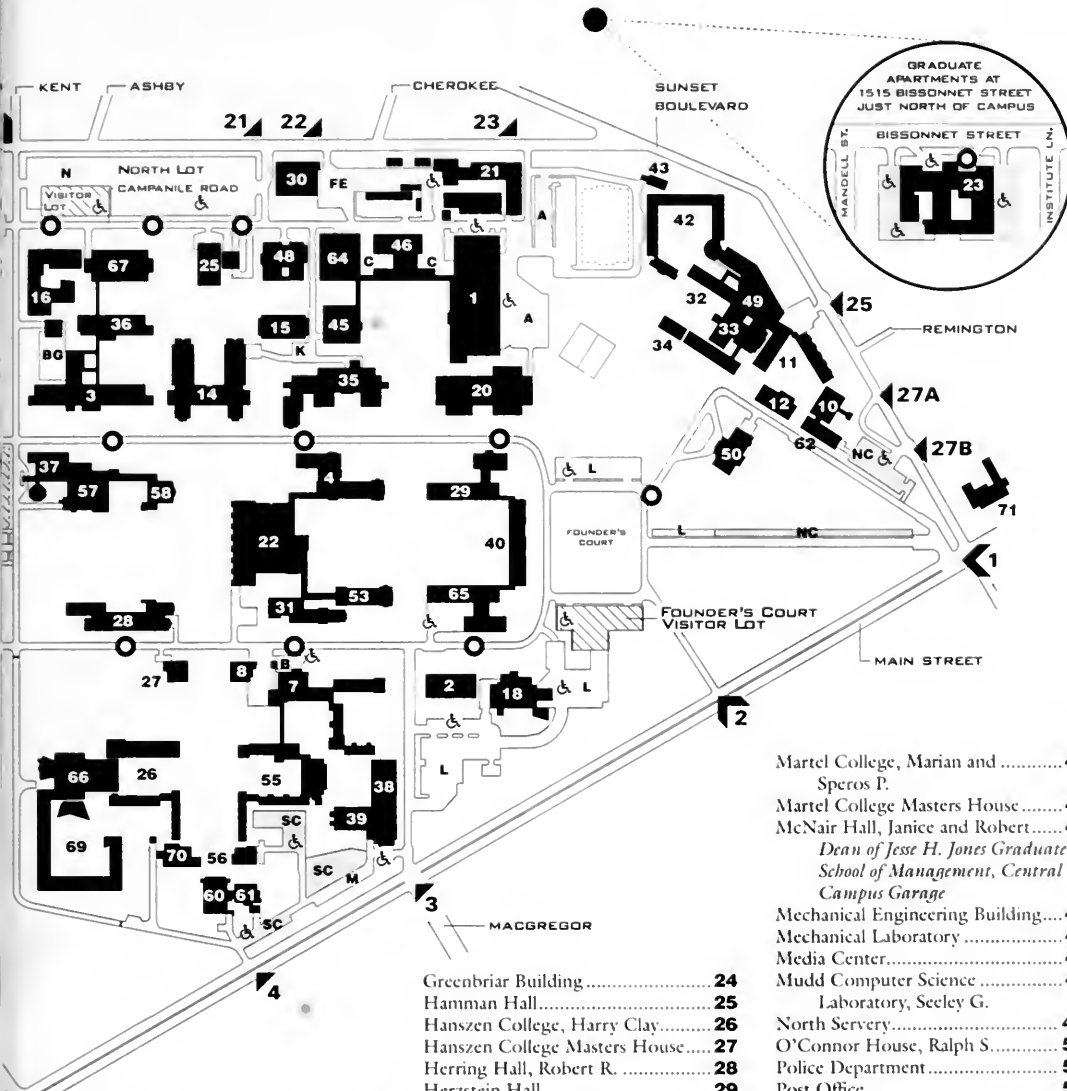 KENT
ASHBY
CHEROKEE
SUNSET
BOULEVARD
GRADUATE
APARTMENTS AT
1515 BISSONNET STREET
JUST NORTH OF CAMPUS
BISSONNET STREET
MANDELL ST.
INSTITUTE LN.
23
21
22
23
N
NORTH LOT
VISITOR
LOT
CAMPANILE ROAD
30
FE
21
A
43
42
16
67
25
48
64
C
46
C
1
A
32
49
33
34
11
25
REMINGTON
36
15
45
K
BG
3
14
35
20
12
10
62
27A
50
NC
27B
37
57
58
4
29
L
71
22
40
FOUNDER'S
COURT
L
NC
1
31
53
65
28
FOUNDER'S COURT
VISITOR LOT
MAIN STREET
27
8
B
7
2
18
L
2
66
26
55
38
L
39
SC
69
70
56
SC
M
60
61
SC
3
MACGREGOR
4
Greenbriar Building ........................ 24
Hamman Hall ................................. 25
Hanszen College, Harry Clay.......... 26
Hanszen College Masters House ..... 27
Herring Hall, Robert R. .................. 28
Herzstein Hall 29
Martel College, Marian and ............
Speros P.
Martel College Masters House ........
McNair Hall, Janice and Robert ......
Dean of Jesse H. Jones Graduate
School of Management, Central
Campus Garage
Mechanical Engineering Building ....
Mechanical Laboratory ..................
Media Center ................................
Mudd Computer Science ...............
Laboratory, Seeley G.
North Servery ...............................
O'Connor House, Ralph S. ............
Police Department ........................
Post Office